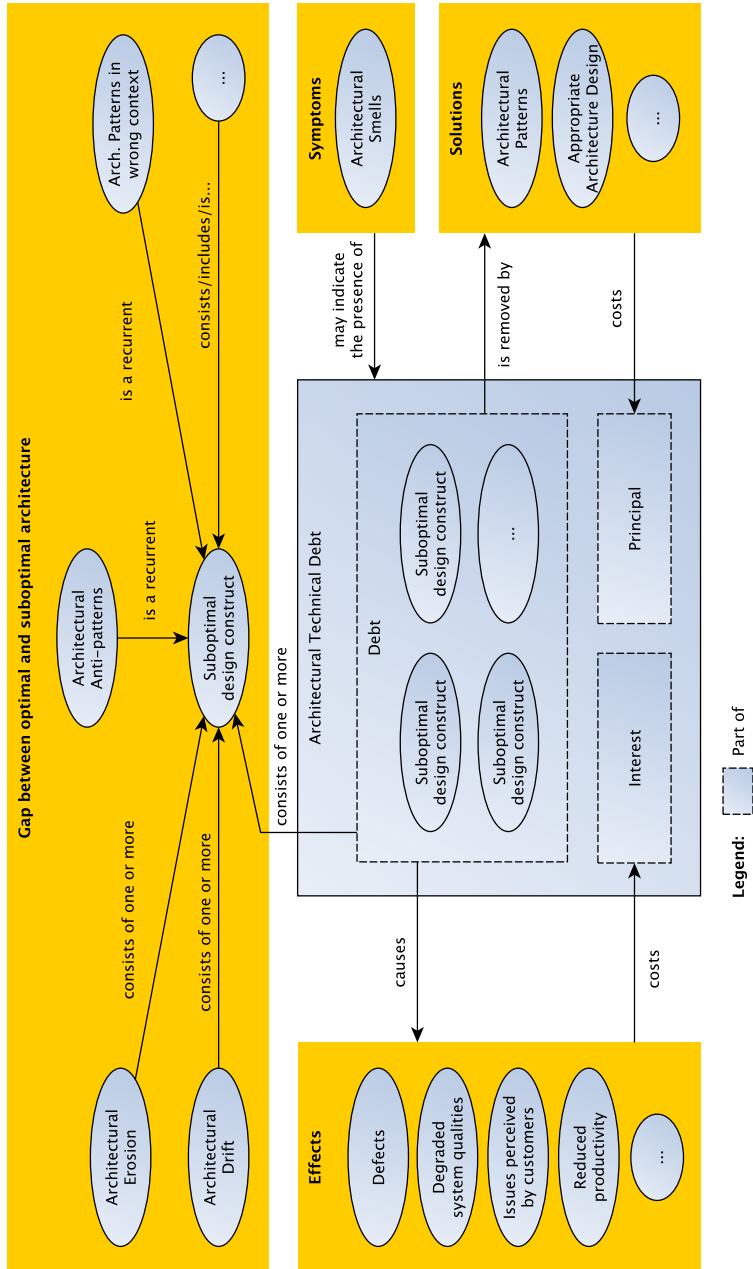 Gap between optimal and suboptimal architecture
Architectural
Erosion
Architectural
Drift
consists of one or more
consists of one or more
Architectural
Anti-patterns
is a recurrent
Suboptimal
design construct
is a recurrent
Arch. Patterns in
wrong context
consists/includes/is...
...
consists of one or more
Effects
Defects
Degraded
system qualities
Issues perceived
by customers
Reduced
productivity
...
causes
costs
Architectural Technical Debt
Debt
Suboptimal
design construct
Suboptimal
design construct
Suboptimal
design construct
...
Interest
Principal
may indicate
the presence of
is removed by
costs
Symptoms
Architectural
Smells
Solutions
Architectural
Patterns
Appropriate
Architecture Design
...
Legend:
Part of